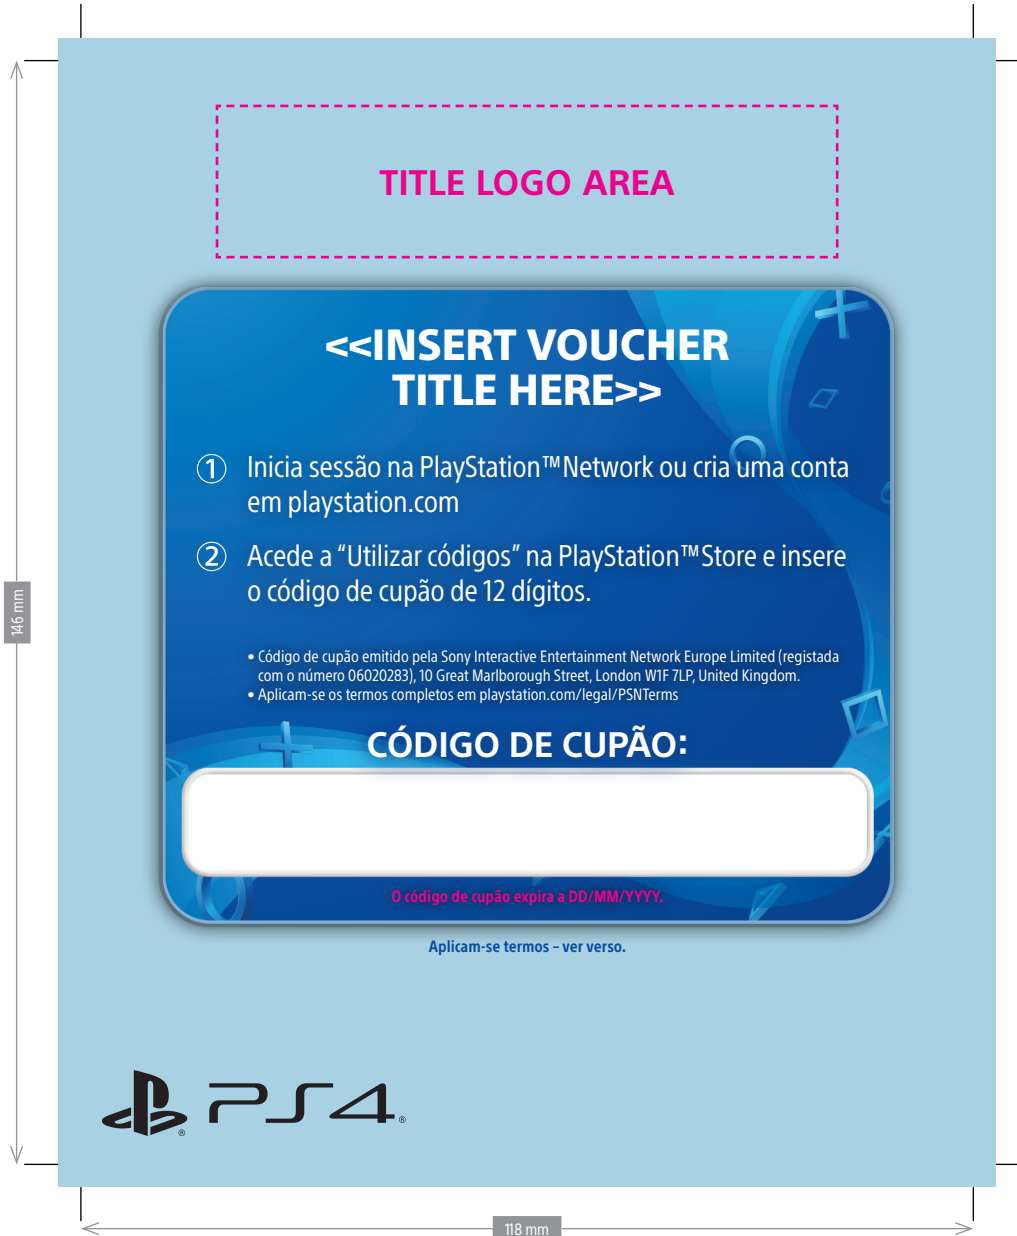 TITLE LOGO AREA
<<INSERT VOUCHER
TITLE HERE>>
1 Inicia sessão na PlayStation™Network ou cria uma conta
em playstation.com
2 Acede a “Utilizar códigos” na PlayStation™Store e insere
o código de cupão de 12 dígitos.
• Código de cupão emitido pela Sony Interactive Entertainment Network Europe Limited (registada
com o número 06020283), 10 Great Marlborough Street, London W1F 7LP, United Kingdom.
• Aplicam-se os termos completos em playstation.com/legal/PSNTerms
CÓDIGO DE CUPÃO:
O código de cupão expira a DD/MM/YYYY.
Aplicam-se termos – ver verso.
® PS4®
146 mm
118 mm